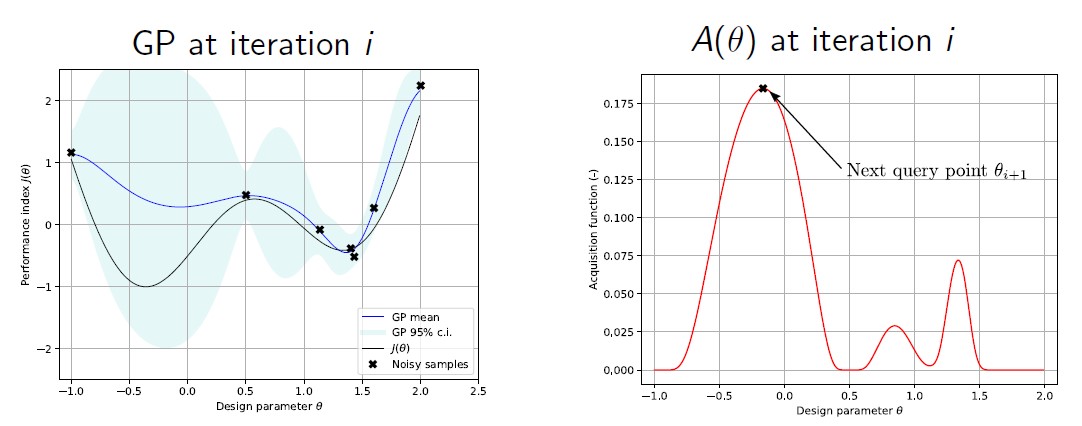 GP at iteration i
2
1
0
−1
−2
−1.0 −0.5 0.0 0.5 1.0 1.5 2.0 2.5
Performance index J(θ)
Design parameter θ
GP mean
GP 95% c.i.
J(θ)
Noisy samples
A(θ) at iteration i
0.175
0.150
0.125
0.100
0.075
0.050
0.025
0.000
−1.0 −0.5 0.0 0.5 1.0 1.5 2.0
Acquisition function (-)
Design parameter θ
Next query point θi+1